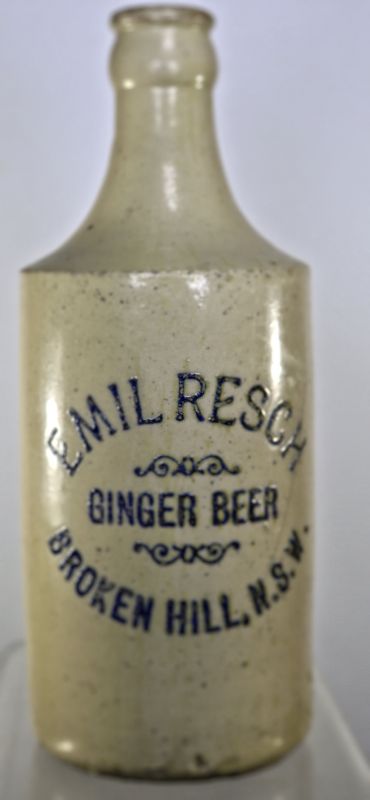 EMIL RESCH
GINGER BEER
BROKEN HILL, N.S.W.